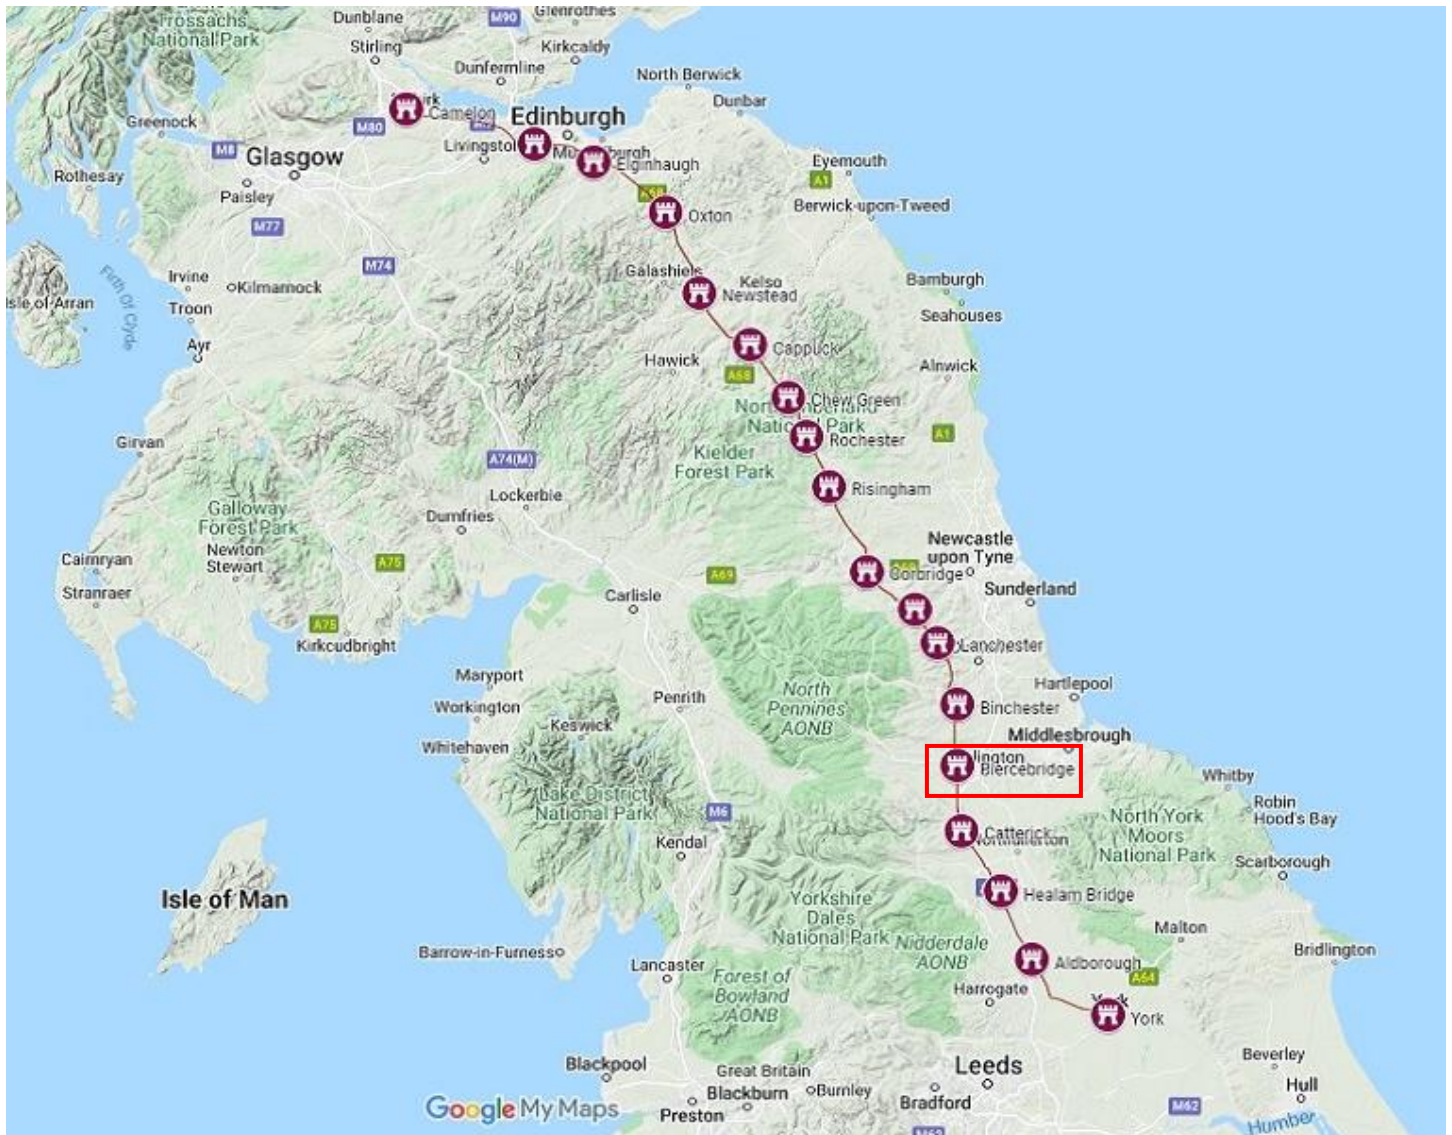 Trossachs
National Park
Dunblane
M90
Glenrothes
Stirling
Kirkcaldy
Dunfermline
North Berwick
Dunbar
Camelon
Edinburgh
Greenock
M80
M8
Glasgow
Elginhaugh
Eyemouth
Rothesay
Paisley
A68
A1
Oxton
Berwick-upon-Tweed
M77
M74
Firth Of Clyde
Irvine
Kilmarnock
Galashiels
Kelso
Newstead
Bamburgh
Isle of Arran
Troon
Seahouses
Ayr
Hawick
Cappuck
A68
Alnwick
Chew Green
National Park
Girvan
Rochester
A1
Kielder
Forest Park
A74(M)
Lockerbie
Risingham
Galloway
Forest Park
Dumfries
Newton
Stewart
Cairnryan
A75
Newcastle
upon Tyne
Corbridge
A69
Stranraer
Carlisle
Sunderland
A75
Kirkcudbright
Lanchester
Maryport
Workington
Penrith
North
Pennines
AONB
Hartlepool
Binchester
Keswick
Whitehaven
Middlesbrough
lington
Piercebridge
Whitby
Lake District
National Park
M6
Robin
Hood's Bay
North York
Moors
National Park
Catterick
Kendal
Scarborough
Isle of Man
Healam Bridge
Yorkshire
Dales
National Park
Nidderdale
AONB
Malton
Barrow-in-Furness
Bridlington
Lancaster
Aldborough
Forest of
Bowland
AONB
A64
Harrogate
York
Blackpool
Great Britain
Leeds
Beverley
Blackburn
Burnley
Bradford
Hull
Google My Maps
Preston
M62
Humber
M62